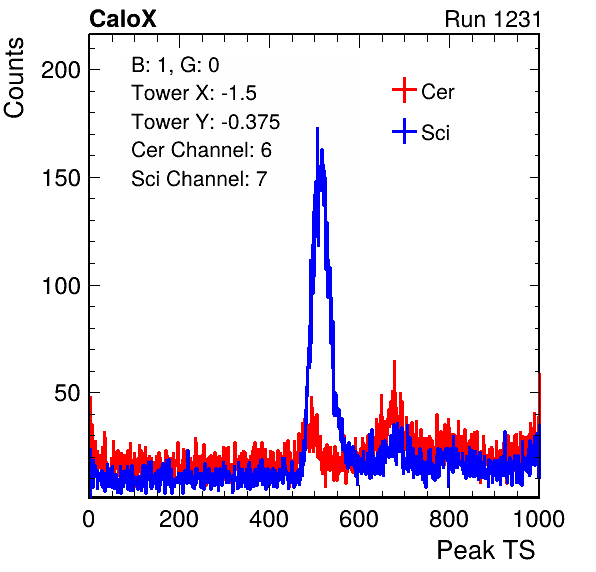 CaloX Run 1231
Counts
B: 1, G: 0
Tower X: -1.5
Tower Y: -0.375
Cer Channel: 6
Sci Channel: 7
Cer
Sci
200
150
100
50
0 200 400 600 800 1000
Peak TS